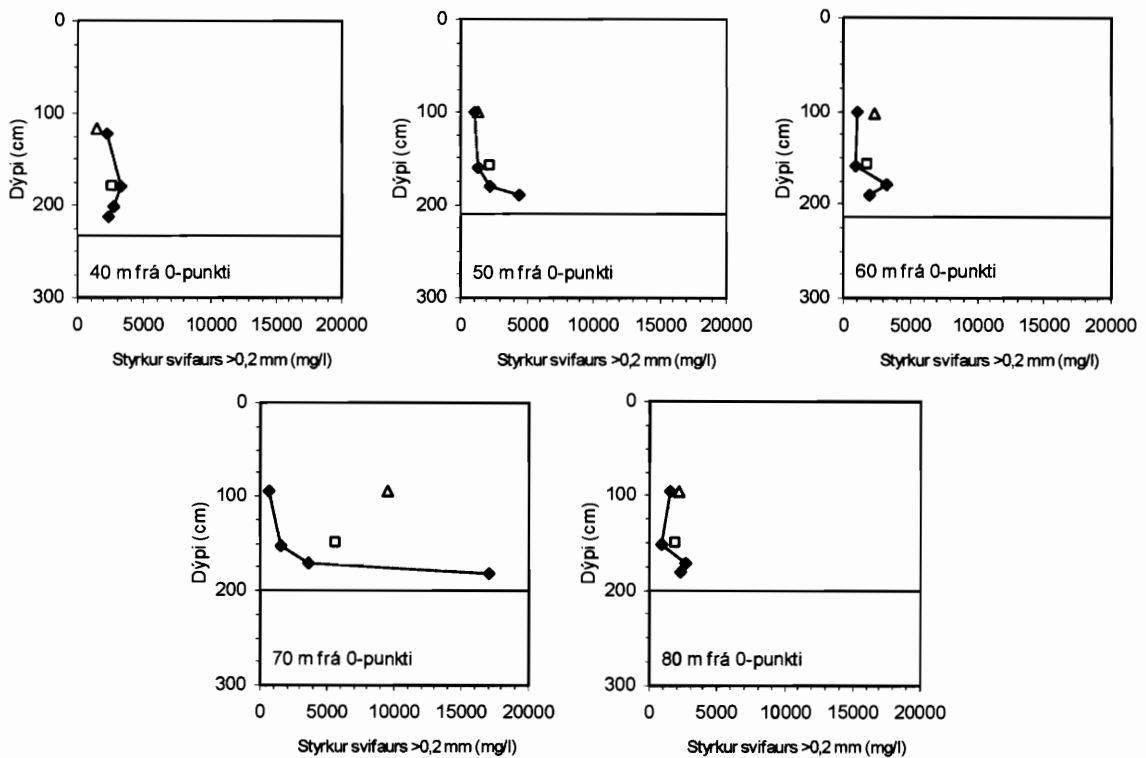 0
100
200
300
Dýpi (cm)
40 m frá 0-punkti
0 5000 10000 15000 20000
Styrkur svifaurs >0,2 mm (mg/l)
0
100
200
300
Dýpi (cm)
50 m frá 0-punkti
0 5000 10000 15000 20000
Styrkur svifaurs >0,2 mm (mg/l)
0
100
200
300
Dýpi (cm)
60 m frá 0-punkti
0 5000 10000 15000 20000
Styrkur svifaurs >0,2 mm (mg/l)
0
100
200
300
Dýpi (cm)
70 m frá 0-punkti
0 5000 10000 15000 20000
Styrkur svifaurs >0,2 mm (mg/l)
0
100
200
300
Dýpi (cm)
80 m frá 0-punkti
0 5000 10000 15000 20000
Styrkur svifaurs >0,2 mm (mg/l)